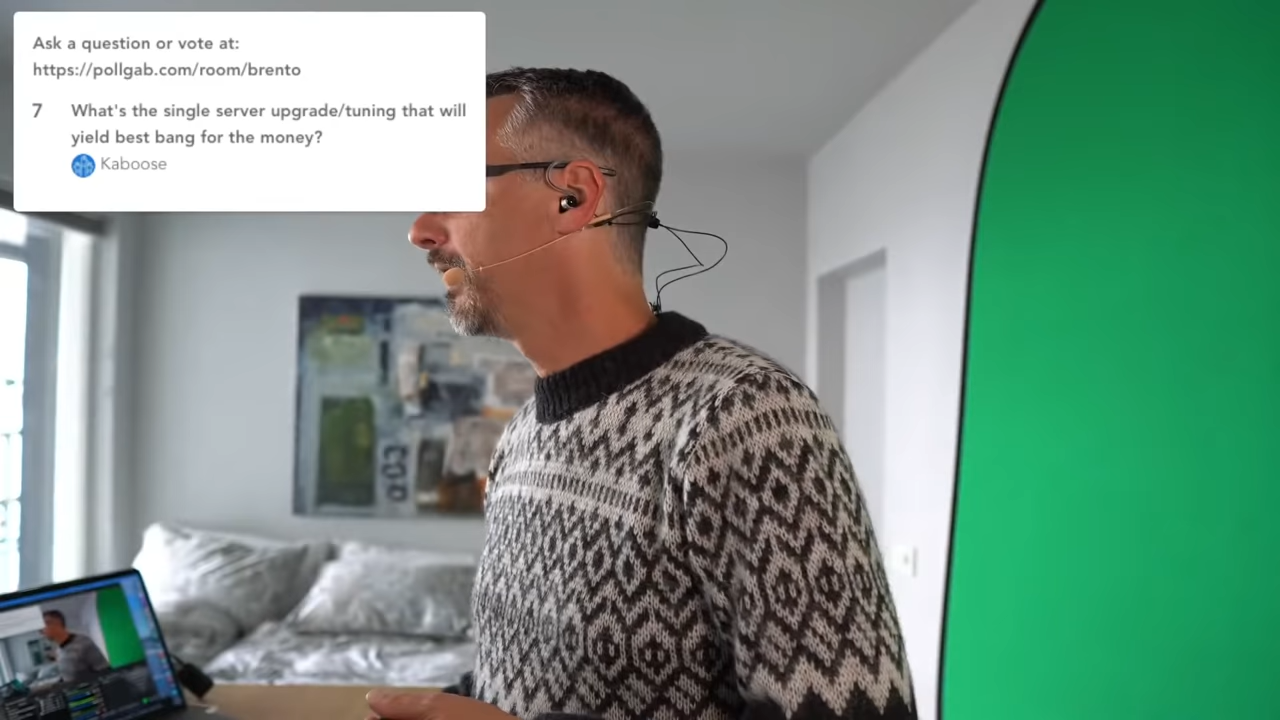 Ask a question or vote at:
https://pollgab.com/room/brento
7 What's the single server upgrade/tuning that will
yield best bang for the money?
Kaboose